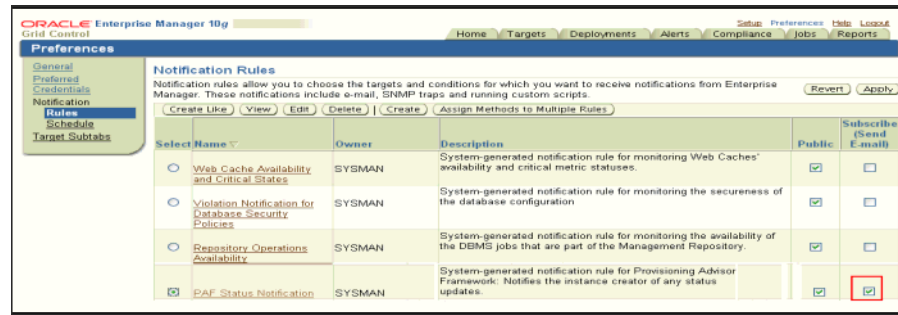 ORACLE Enterprise Manager 10g
Grid Control
Setup Preferences Help Logout
Home Targets Deployments Alerts Compliance Jobs Reports
Preferences
General
Preferred
Credentials
Notification
Rules
Schedule
Target Subtabs
Notification Rules
Notification rules allow you to choose the targets and conditions for which you want to receive notifications from Enterprise
Manager. These notifications include e-mail, SNMP traps and running custom scripts.
Revert Apply
Create Like View Edit Delete | Create Assign Methods to Multiple Rules
Select Name Owner Description Public Subscribe
(Send
E-mail)
Web Cache Availability
and Critical States
SYSMAN
System-generated notification rule for monitoring Web Caches'
availability and critical metric statuses.
Violation Notification for
Database Security
Policies
SYSMAN
System-generated notification rule for monitoring the secureness of
the database configuration
Repository Operations
Availability
SYSMAN
System-generated notification rule for monitoring the availability of
the DBMS jobs that are part of the Management Repository.
PAF Status Notification
SYSMAN
System-generated notification rule for Provisioning Advisor
Framework: Notifies the instance creator of any status
updates.